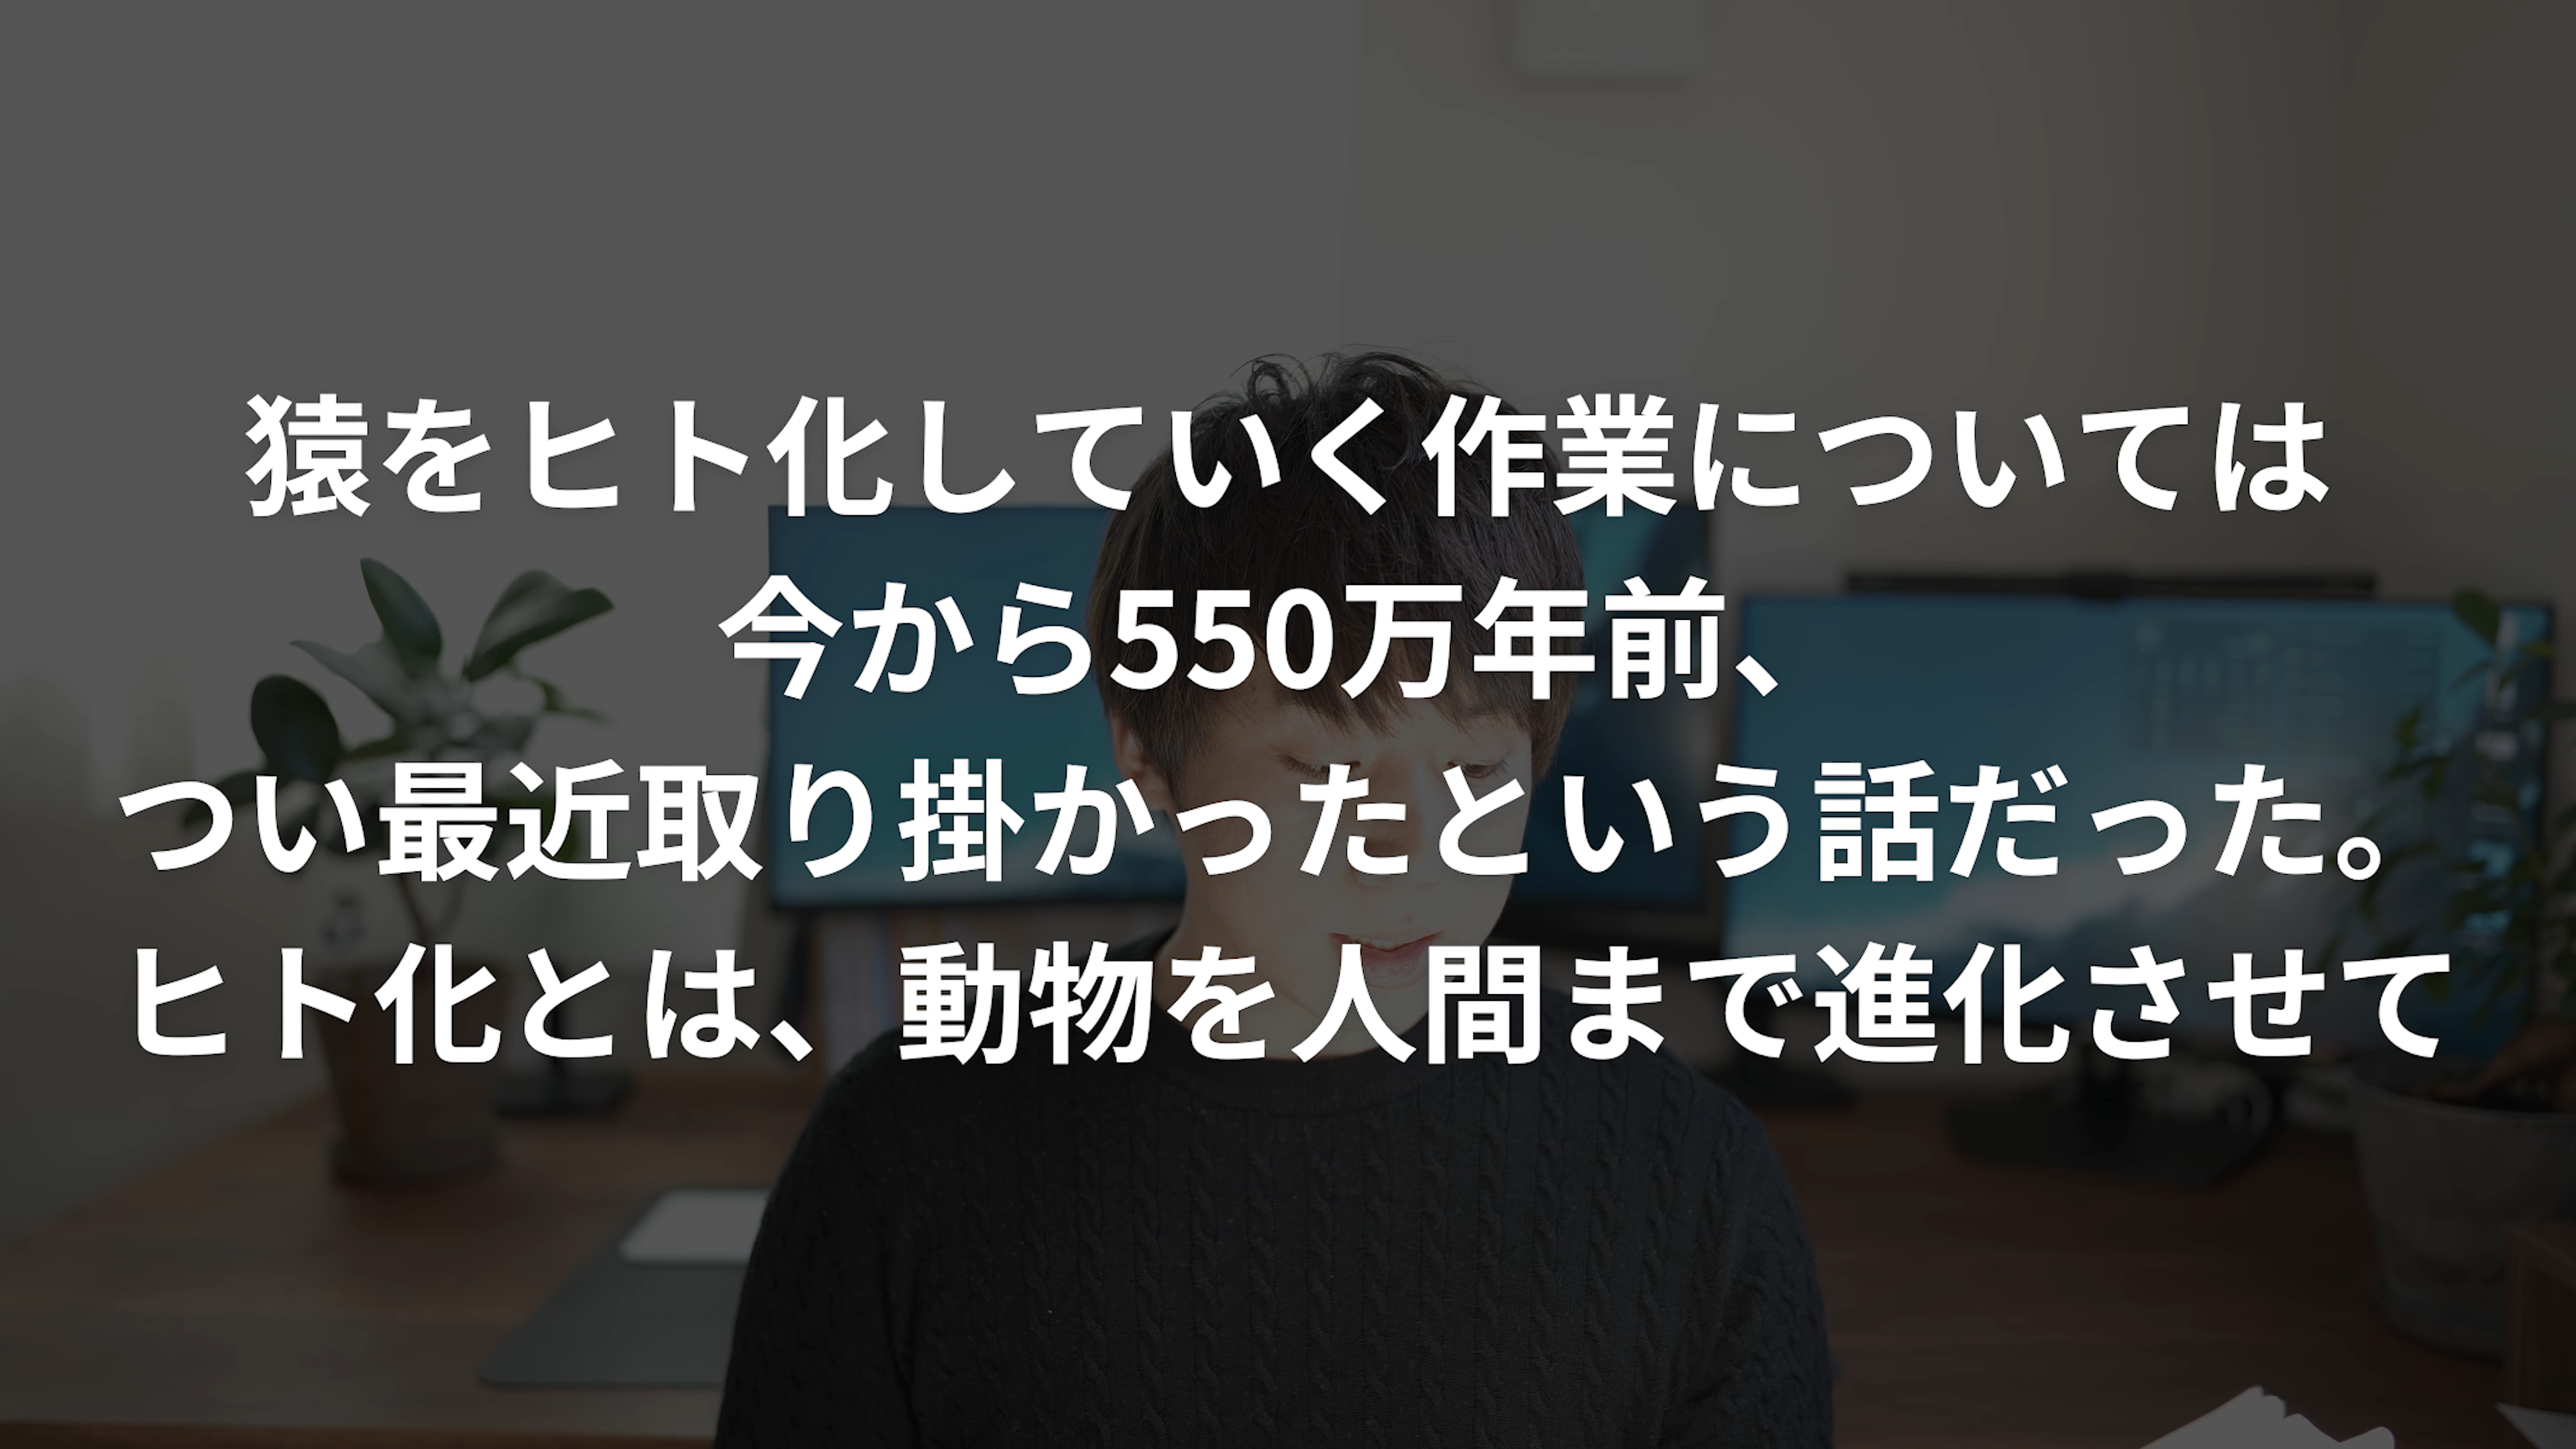 猿をヒト化していく作業については
今から550万年前、
つい最近取り掛かったという話だった。
ヒト化とは、動物を人間まで進化させて